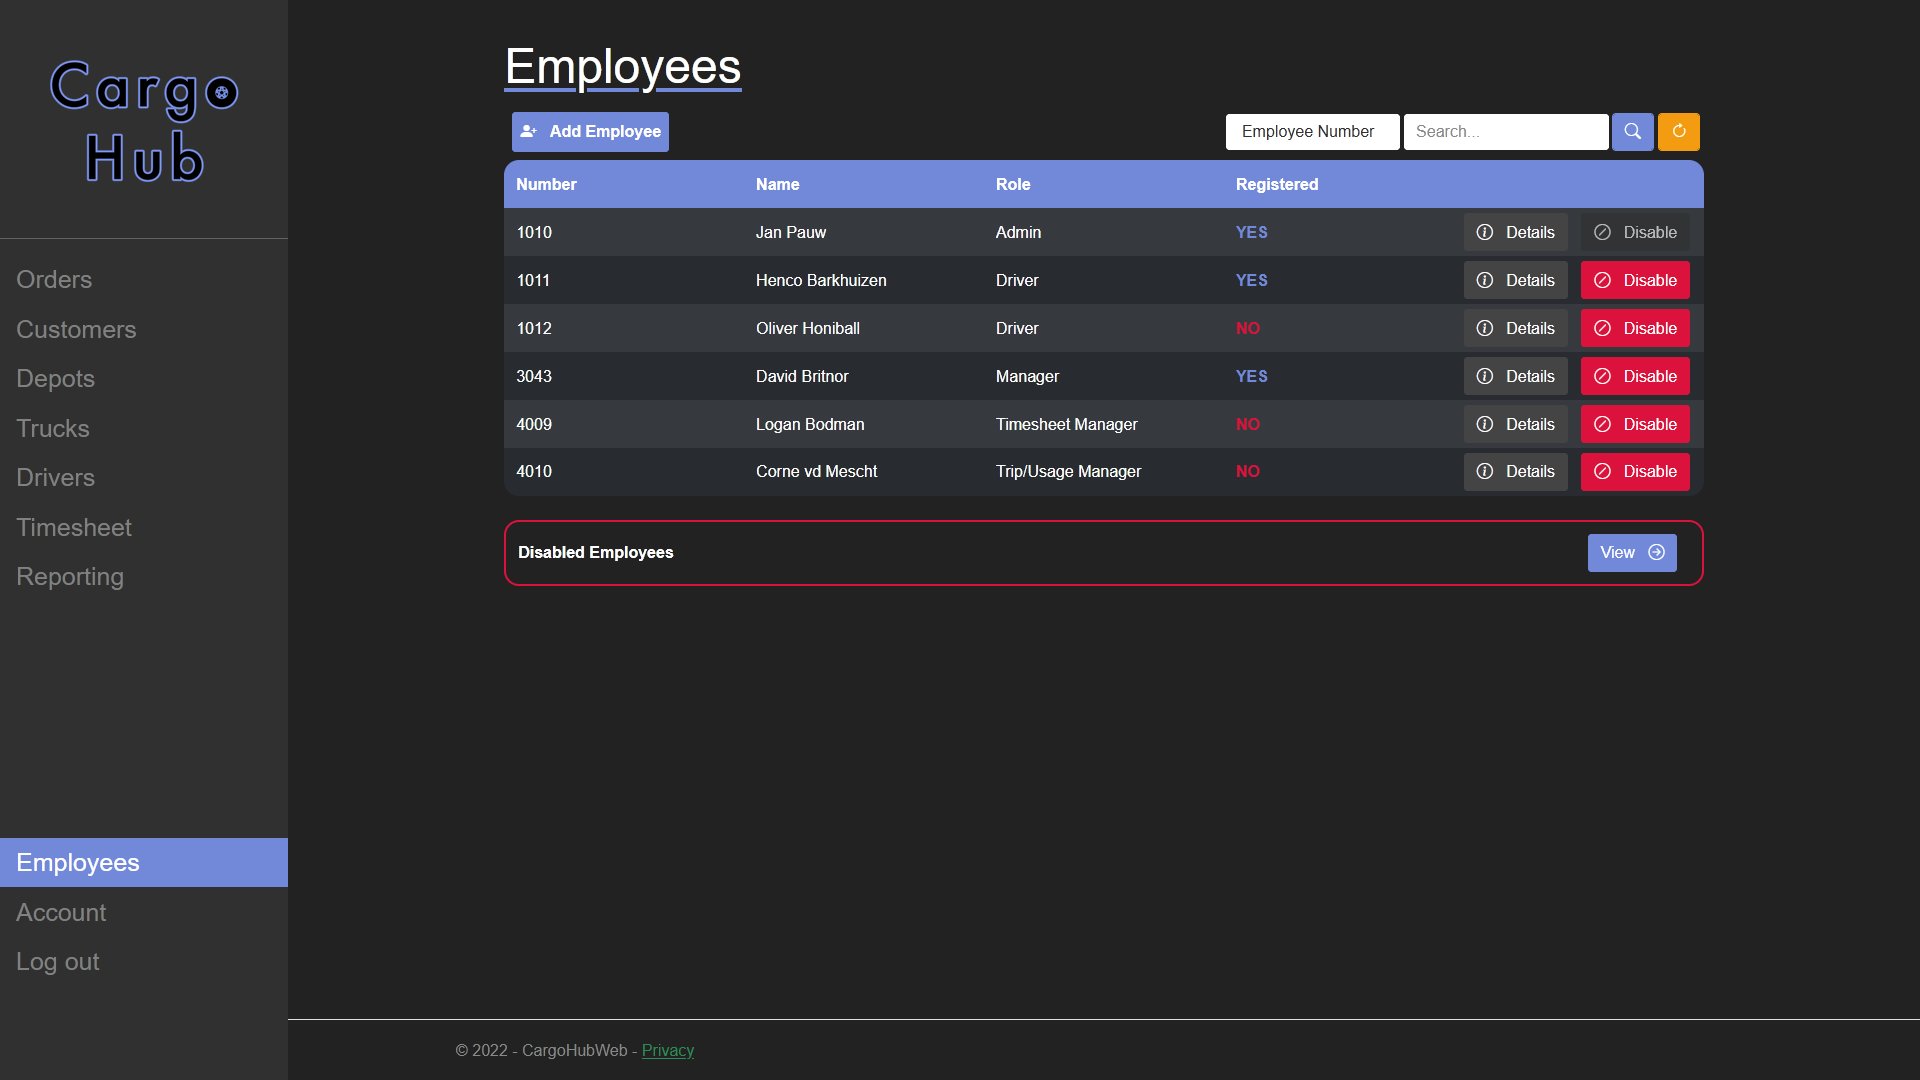 Cargo
Hub
Orders
Customers
Depots
Trucks
Drivers
Timesheet
Reporting
Employees
Account
Log out
Employees
Add Employee
Employee Number Search...
Number Name Role Registered
1010 Jan Pauw Admin YES Details Disable
1011 Henco Barkhuizen Driver YES Details Disable
1012 Oliver Honiball Driver NO Details Disable
3043 David Britnor Manager YES Details Disable
4009 Logan Bodman Timesheet Manager NO Details Disable
4010 Corne vd Mescht Trip/Usage Manager NO Details Disable
Disabled Employees View
© 2022 - CargoHubWeb - Privacy